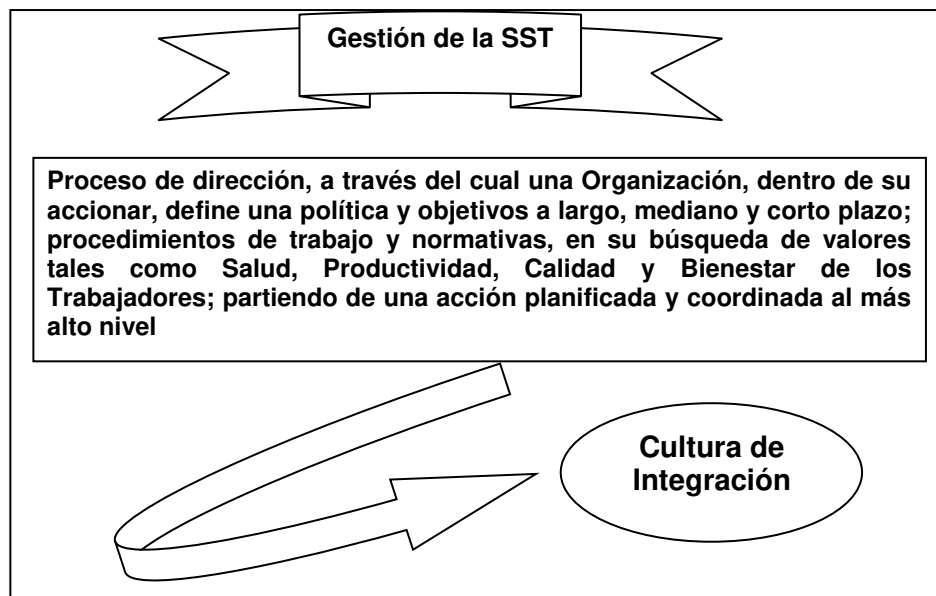 Gestión de la SST
Proceso de dirección, a través del cual una Organización, dentro de su
accionar, define una política y objetivos a largo, mediano y corto plazo;
procedimientos de trabajo y normativas, en su búsqueda de valores
tales como Salud, Productividad, Calidad y Bienestar de los
Trabajadores; partiendo de una acción planificada y coordinada al más
alto nivel
Cultura de
Integración